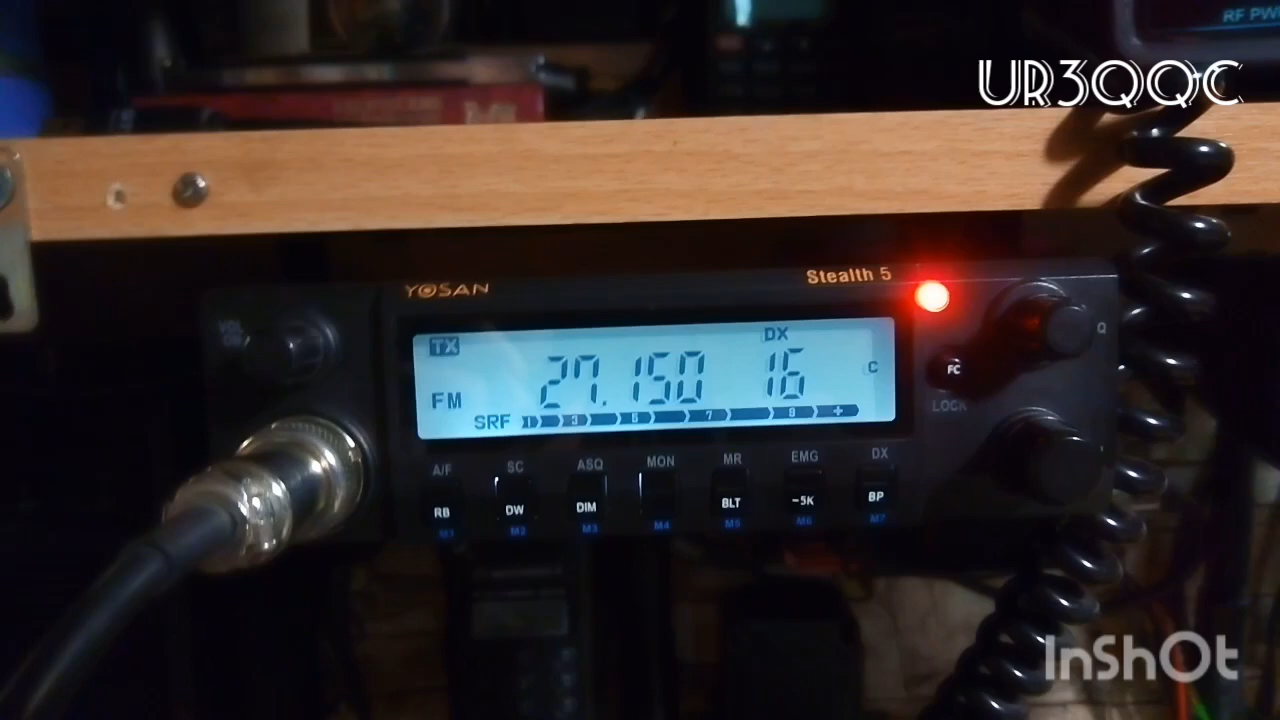 RF PW
UR3QQC
YOSAN
Stealth 5
TX
DX
27.150 16
C
FM
SRF 1 3 5 7 9 +
Q
FC
LOCK
A/F SC ASQ MON MR EMG DX
RB DW DIM BLT -5K BP
M1 M2 M3 M4 M5 M6 M7
InShOt